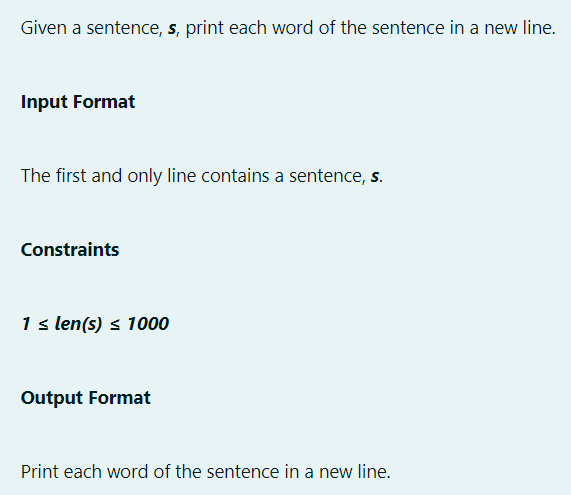 Given a sentence, s, print each word of the sentence in a new line.
Input Format
The first and only line contains a sentence, s.
Constraints
1 ≤ len(s) ≤ 1000
Output Format
Print each word of the sentence in a new line.